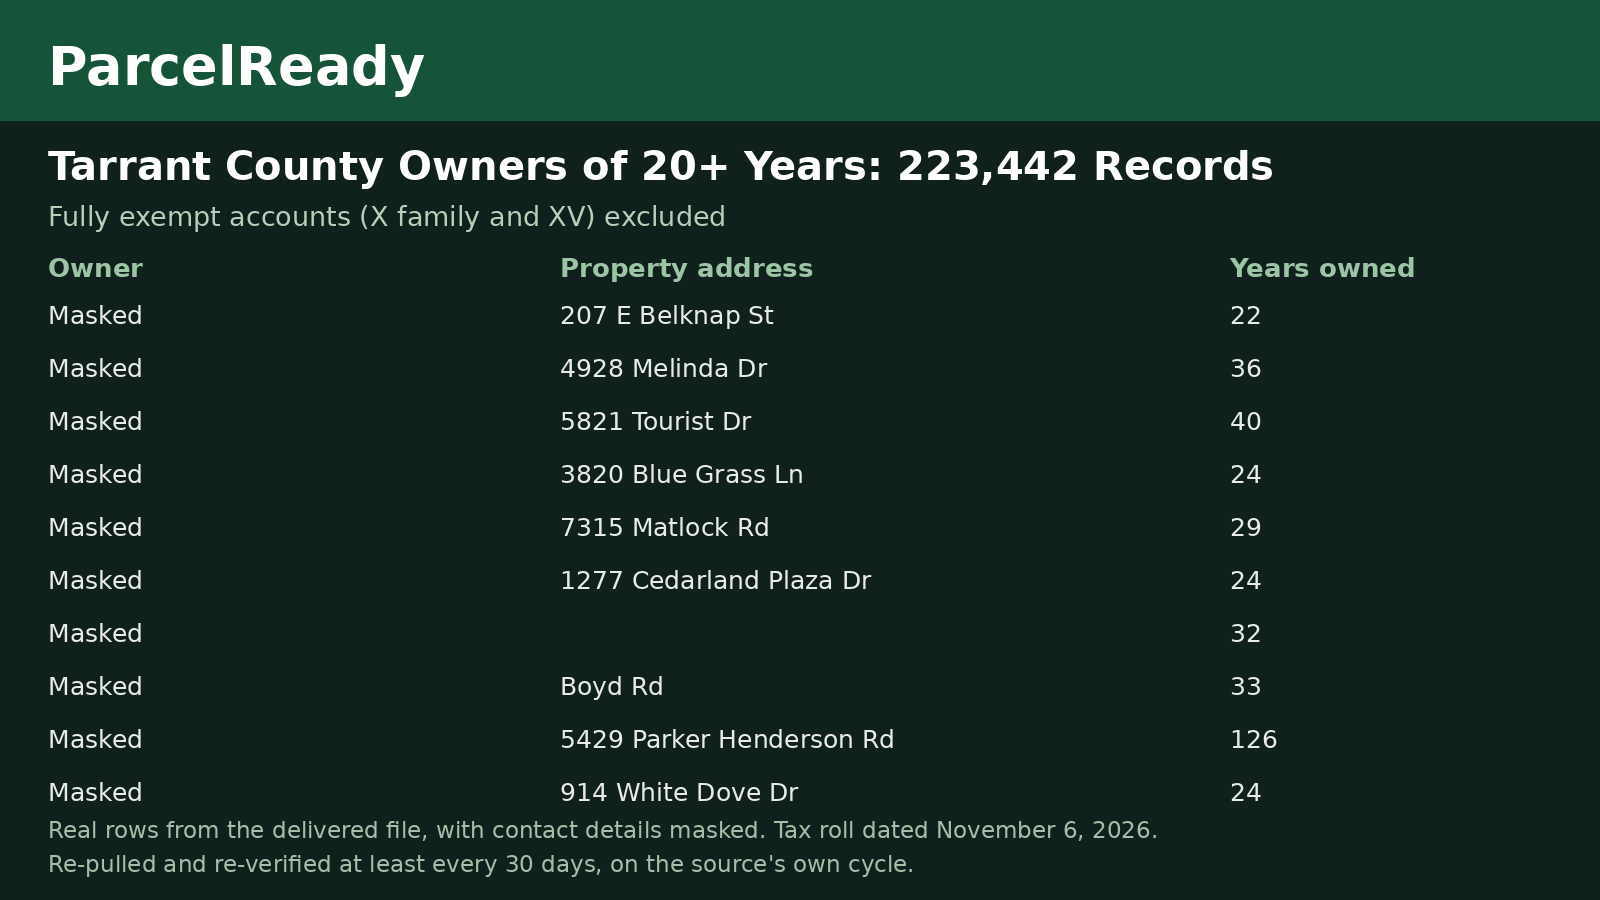 ParcelReady
Tarrant County Owners of 20+ Years: 223,442 Records
Fully exempt accounts (X family and XV) excluded
Owner Property address Years owned
Masked 207 E Belknap St 22
Masked 4928 Melinda Dr 36
Masked 5821 Tourist Dr 40
Masked 3820 Blue Grass Ln 24
Masked 7315 Matlock Rd 29
Masked 1277 Cedarland Plaza Dr 24
Masked 32
Masked Boyd Rd 33
Masked 5429 Parker Henderson Rd 126
Masked 914 White Dove Dr 24
Real rows from the delivered file, with contact details masked. Tax roll dated November 6, 2026.
Re-pulled and re-verified at least every 30 days, on the source's own cycle.